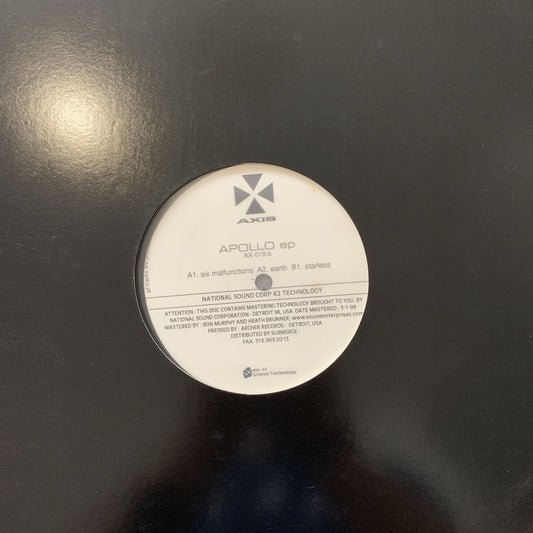 AXIS
APOLLO ep
AX-019.b
A1. six malfunctions A2. earth B1. starless
NATIONAL SOUND CORP X2 TECHNOLOGY
ATTENTION - THIS DISC CONTAINS MASTERING TECHNOLOGY BROUGHT TO YOU BY
NATIONAL SOUND CORPORATION - DETROIT MI, USA DATE MASTERED : 3-1-99
MASTERED BY : RON MURPHY AND HEATH BRUNNER, www.soundenterprises.com
PRESSED BY : ARCHER RECORDS - DETROIT, USA
DISTRIBUTED BY SUBMERGE :
FAX: 313.963.0213
Groove Technology